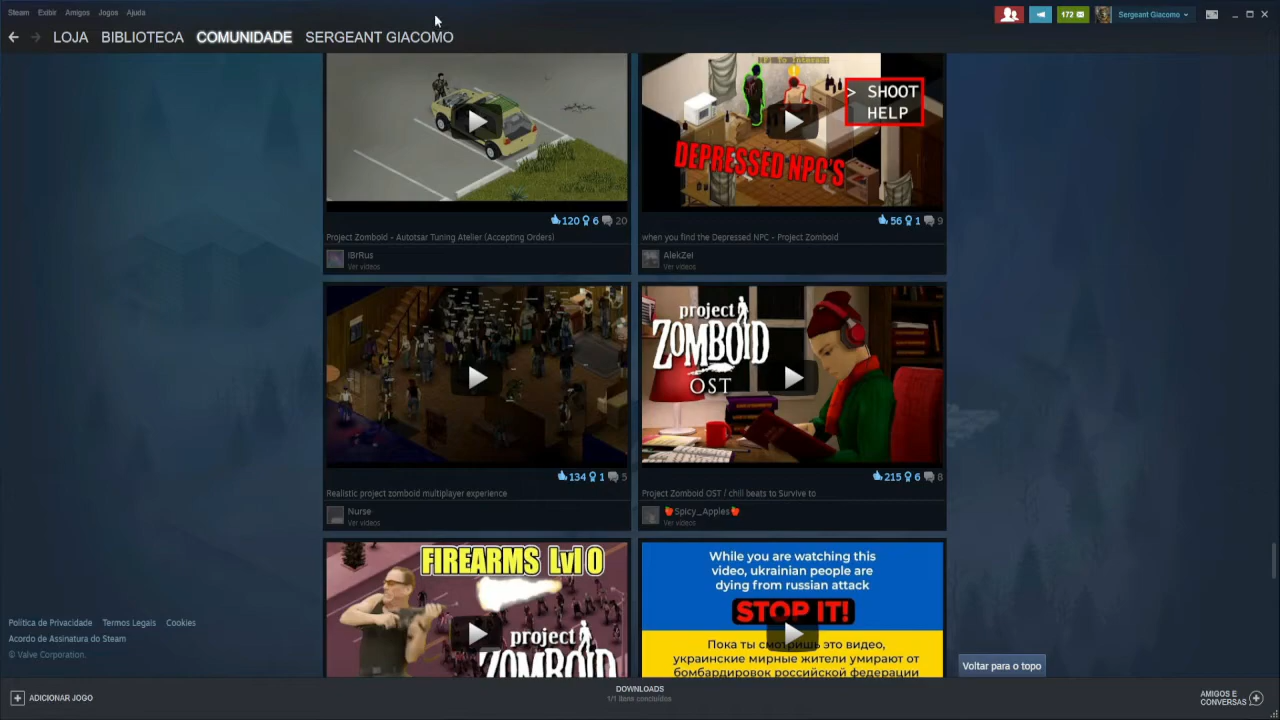 Steam Exibir Amigos Jogos Ajuda
172
Sergeant Giacomo
LOJA BIBLIOTECA COMUNIDADE SERGEANT GIACOMO
[F] To Interact
> SHOOT
HELP
DEPRESSED NPC'S
120 6 20
Project Zomboid - Autotsar Tuning Atelier (Accepting Orders)
iBrRus
Ver vídeos
56 1 9
when you find the Depressed NPC - Project Zomboid
AlekZei
Ver vídeos
134 1 5
Realistic project zomboid multiplayer experience
Nurse
Ver vídeos
project
ZOMBOID
OST
215 6 8
Project Zomboid OST / chill beats to Survive to
Spicy_Apples
Ver vídeos
FIREARMS Lvl 0
project
ZOMBOID
While you are watching this
video, ukrainian people are
dying from russian attack
STOP IT!
Пока ты смотришь это видео,
украинские мирные жители умирают от
бомбардировок российской федерации
Política de Privacidade Termos Legais Cookies
Acordo de Assinatura do Steam
© Valve Corporation.
Voltar para o topo
ADICIONAR JOGO
DOWNLOADS
1/1 itens concluídos
AMIGOS E
CONVERSAS